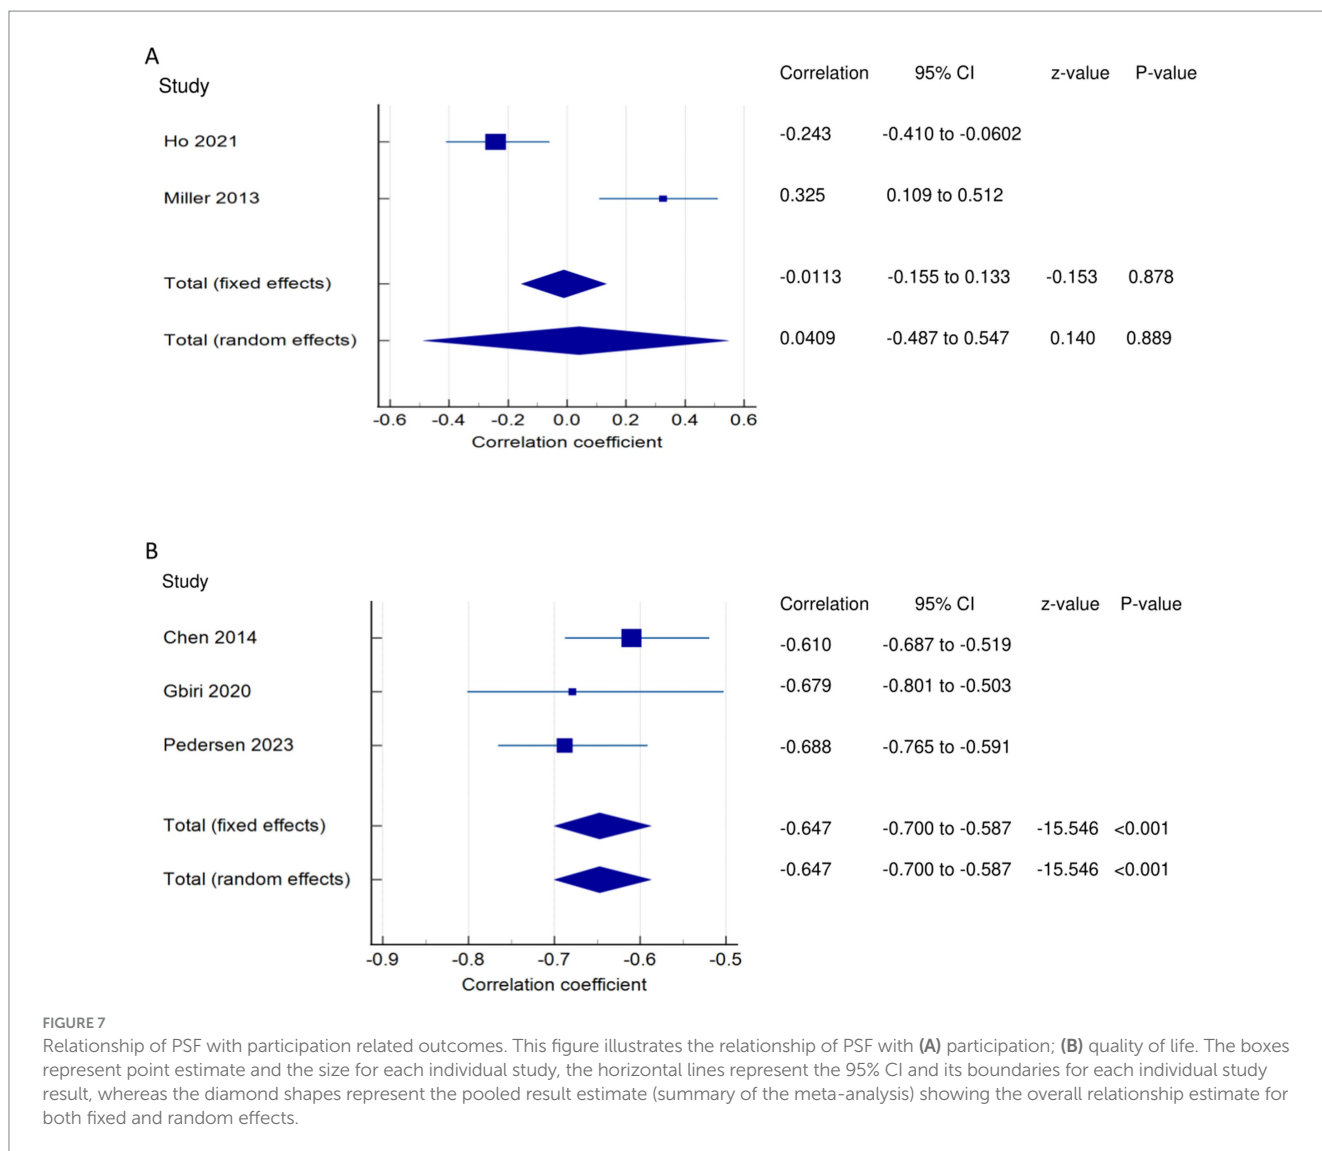 A
Study
Correlation 95% CI z-value P-value
Ho 2021 -0.243 -0.410 to -0.0602
Miller 2013 0.325 0.109 to 0.512
Total (fixed effects) -0.0113 -0.155 to 0.133 -0.153 0.878
Total (random effects) 0.0409 -0.487 to 0.547 0.140 0.889
-0.6 -0.4 -0.2 0.0 0.2 0.4 0.6
Correlation coefficient
B
Study
Correlation 95% CI z-value P-value
Chen 2014 -0.610 -0.687 to -0.519
Gbiri 2020 -0.679 -0.801 to -0.503
Pedersen 2023 -0.688 -0.765 to -0.591
Total (fixed effects) -0.647 -0.700 to -0.587 -15.546 <0.001
Total (random effects) -0.647 -0.700 to -0.587 -15.546 <0.001
-0.9 -0.8 -0.7 -0.6 -0.5
Correlation coefficient
FIGURE 7
Relationship of PSF with participation related outcomes. This figure illustrates the relationship of PSF with (A) participation; (B) quality of life. The boxes
represent point estimate and the size for each individual study, the horizontal lines represent the 95% CI and its boundaries for each individual study
result, whereas the diamond shapes represent the pooled result estimate (summary of the meta-analysis) showing the overall relationship estimate for
both fixed and random effects.